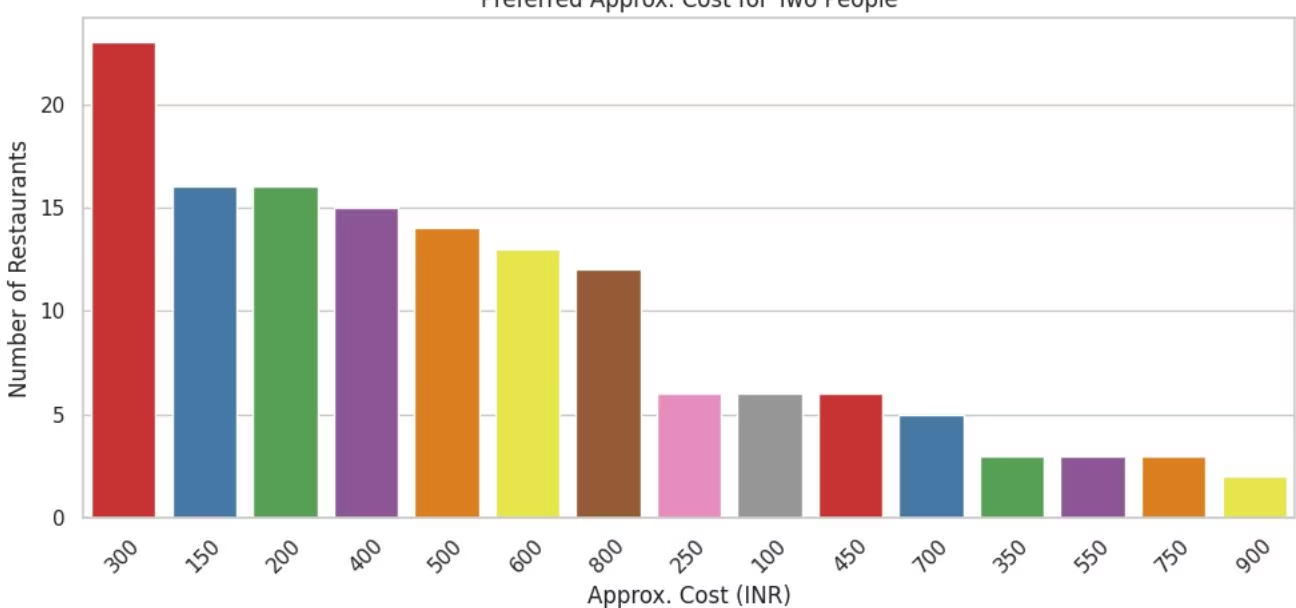 Preferred Approx. Cost for Two People
Number of Restaurants
20
15
10
5
0
300 150 200 400 500 600 800 250 100 450 700 350 550 750 900
Approx. Cost (INR)